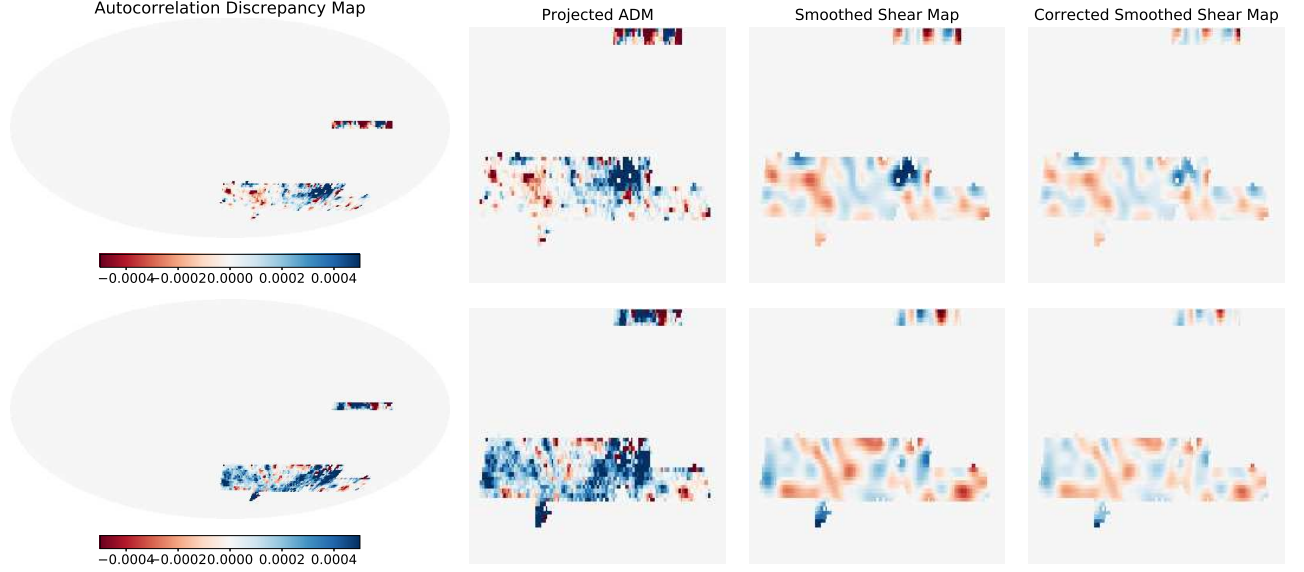 Autocorrelation Discrepancy Map
Projected ADM
Smoothed Shear Map
Corrected Smoothed Shear Map
−0.0004−0.00020.0000 0.0002 0.0004
−0.0004−0.00020.0000 0.0002 0.0004